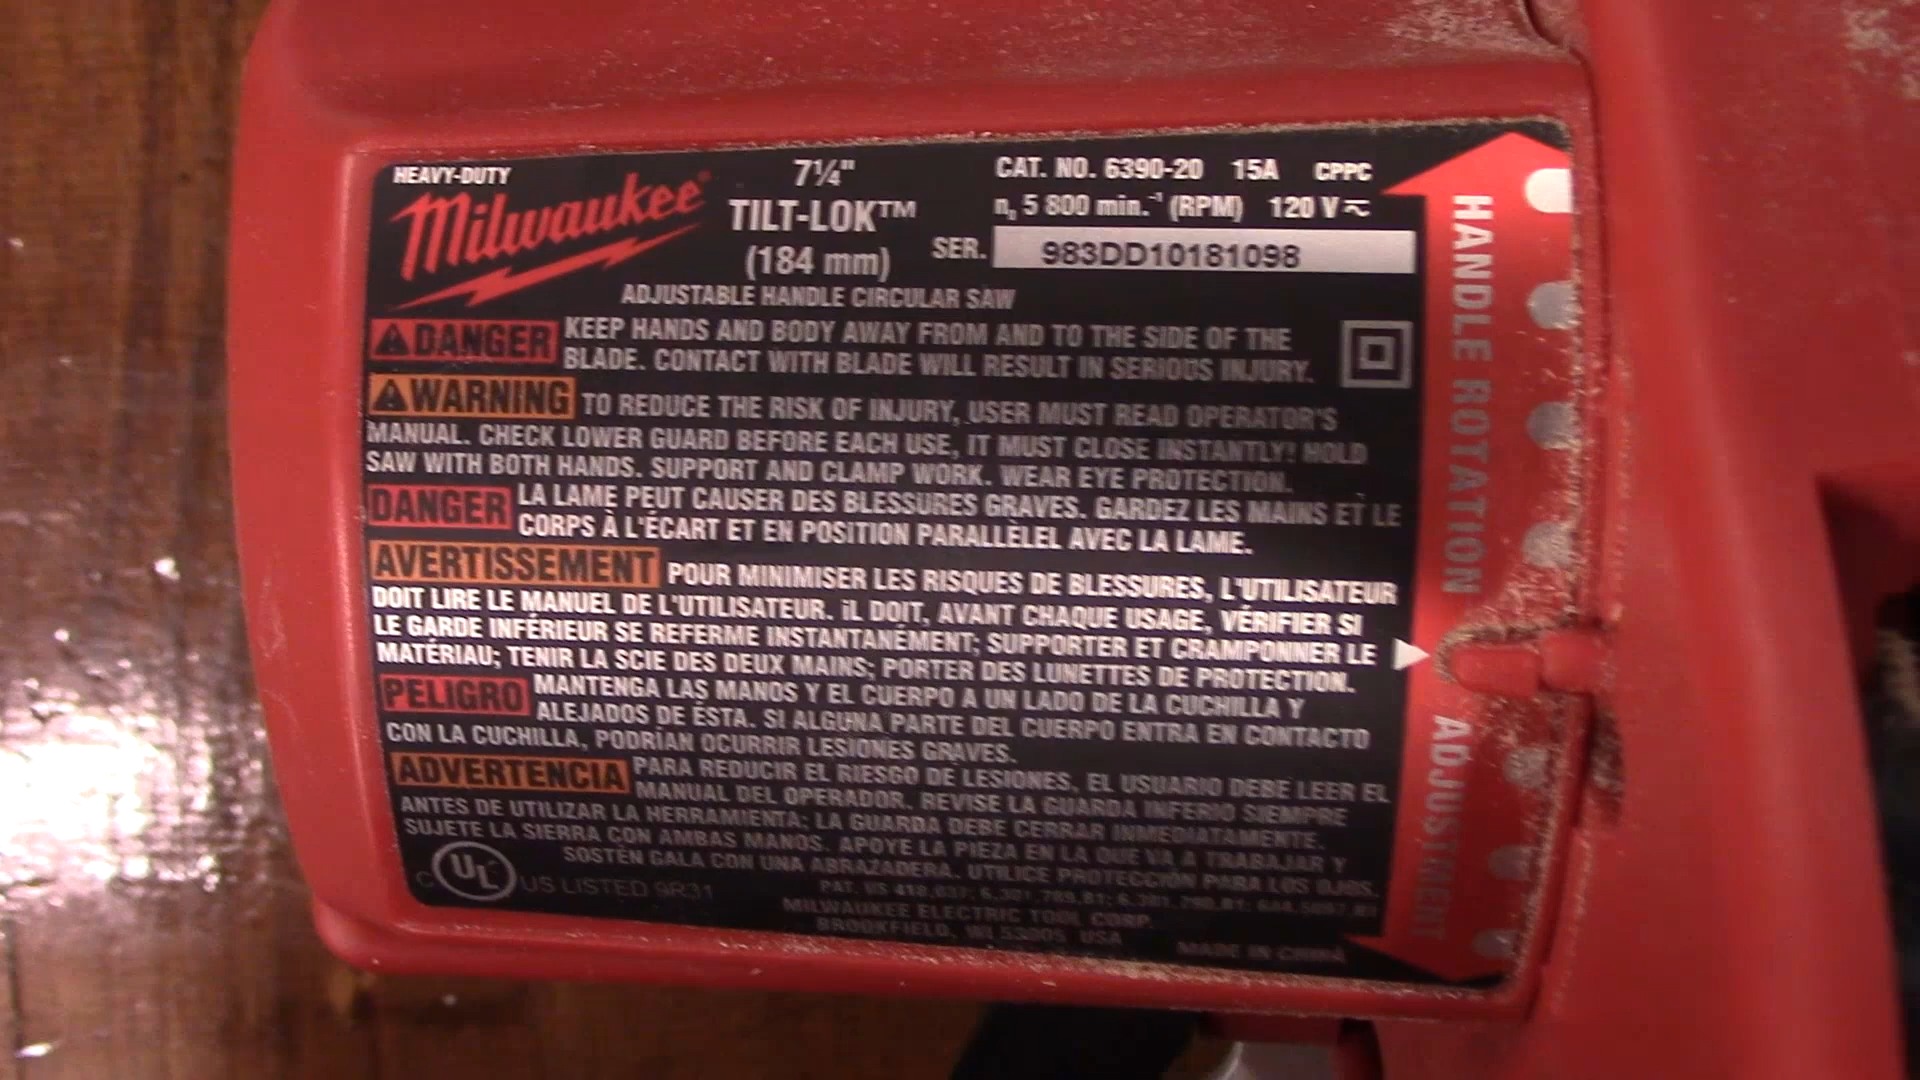 HEAVY-DUTY
Milwaukee®
7¼"
TILT-LOK™
(184 mm)
ADJUSTABLE HANDLE CIRCULAR SAW
CAT. NO. 6390-20 15A CPPC
n₀ 5 800 min.⁻¹ (RPM) 120 V
SER. 983DD10181098
DANGER KEEP HANDS AND BODY AWAY FROM AND TO THE SIDE OF THE
BLADE. CONTACT WITH BLADE WILL RESULT IN SERIOUS INJURY.
WARNING TO REDUCE THE RISK OF INJURY, USER MUST READ OPERATOR'S
MANUAL. CHECK LOWER GUARD BEFORE EACH USE, IT MUST CLOSE INSTANTLY! HOLD
SAW WITH BOTH HANDS. SUPPORT AND CLAMP WORK. WEAR EYE PROTECTION.
DANGER LA LAME PEUT CAUSER DES BLESSURES GRAVES. GARDEZ LES MAINS ET LE
CORPS À L'ÉCART ET EN POSITION PARALLÈLEL AVEC LA LAME.
AVERTISSEMENT POUR MINIMISER LES RISQUES DE BLESSURES, L'UTILISATEUR
DOIT LIRE LE MANUEL DE L'UTILISATEUR. iL DOIT, AVANT CHAQUE USAGE, VÉRIFIER SI
LE GARDE INFÉRIEUR SE REFERME INSTANTANÉMENT; SUPPORTER ET CRAMPONNER LE
MATÉRIAU; TENIR LA SCIE DES DEUX MAINS; PORTER DES LUNETTES DE PROTECTION.
PELIGRO MANTENGA LAS MANOS Y EL CUERPO A UN LADO DE LA CUCHILLA Y
ALEJADOS DE ÉSTA. SI ALGUNA PARTE DEL CUERPO ENTRA EN CONTACTO
CON LA CUCHILLA, PODRÍAN OCURRIR LESIONES GRAVES.
ADVERTENCIA PARA REDUCIR EL RIESGO DE LESIONES, EL USUARIO DEBE LEER EL
MANUAL DEL OPERADOR. REVISE LA GUARDA INFERIO SIEMPRE
ANTES DE UTILIZAR LA HERRAMIENTA; LA GUARDA DEBE CERRAR INMEDIATAMENTE.
SUJETE LA SIERRA CON AMBAS MANOS. APOYE LA PIEZA EN LA QUE VA A TRABAJAR Y
SOSTÉN GALA CON UNA ABRAZADERA. UTILICE PROTECCIÓN PARA LOS OJOS.
C UL US LISTED 9R31
PAT. US
MILWAUKEE ELECTRIC TOOL CORP.
BROOKFIELD, WI 53005 USA
MADE IN CHINA
HANDLE ROTATION ADJUSTMENT